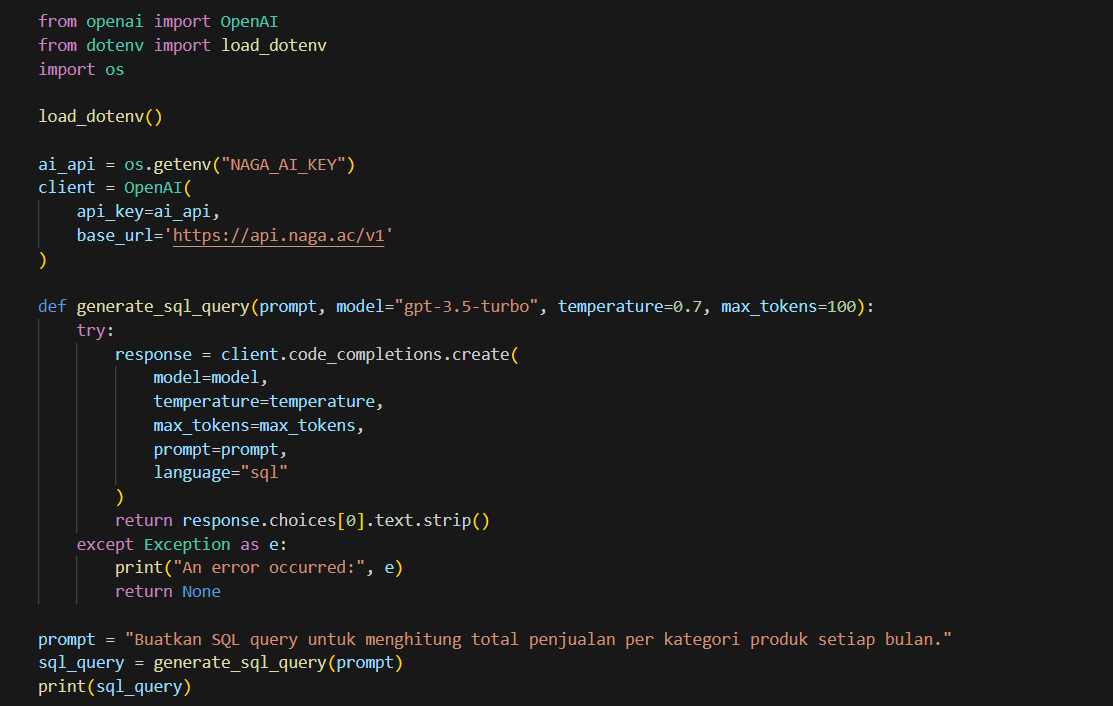 from openai import OpenAI
from dotenv import load_dotenv
import os

load_dotenv()

ai_api = os.getenv("NAGA_AI_KEY")
client = OpenAI(
    api_key=ai_api,
    base_url='https://api.naga.ac/v1'
)

def generate_sql_query(prompt, model="gpt-3.5-turbo", temperature=0.7, max_tokens=100):
    try:
        response = client.code_completions.create(
            model=model,
            temperature=temperature,
            max_tokens=max_tokens,
            prompt=prompt,
            language="sql"
        )
        return response.choices[0].text.strip()
    except Exception as e:
        print("An error occurred:", e)
        return None

prompt = "Buatkan SQL query untuk menghitung total penjualan per kategori produk setiap bulan."
sql_query = generate_sql_query(prompt)
print(sql_query)